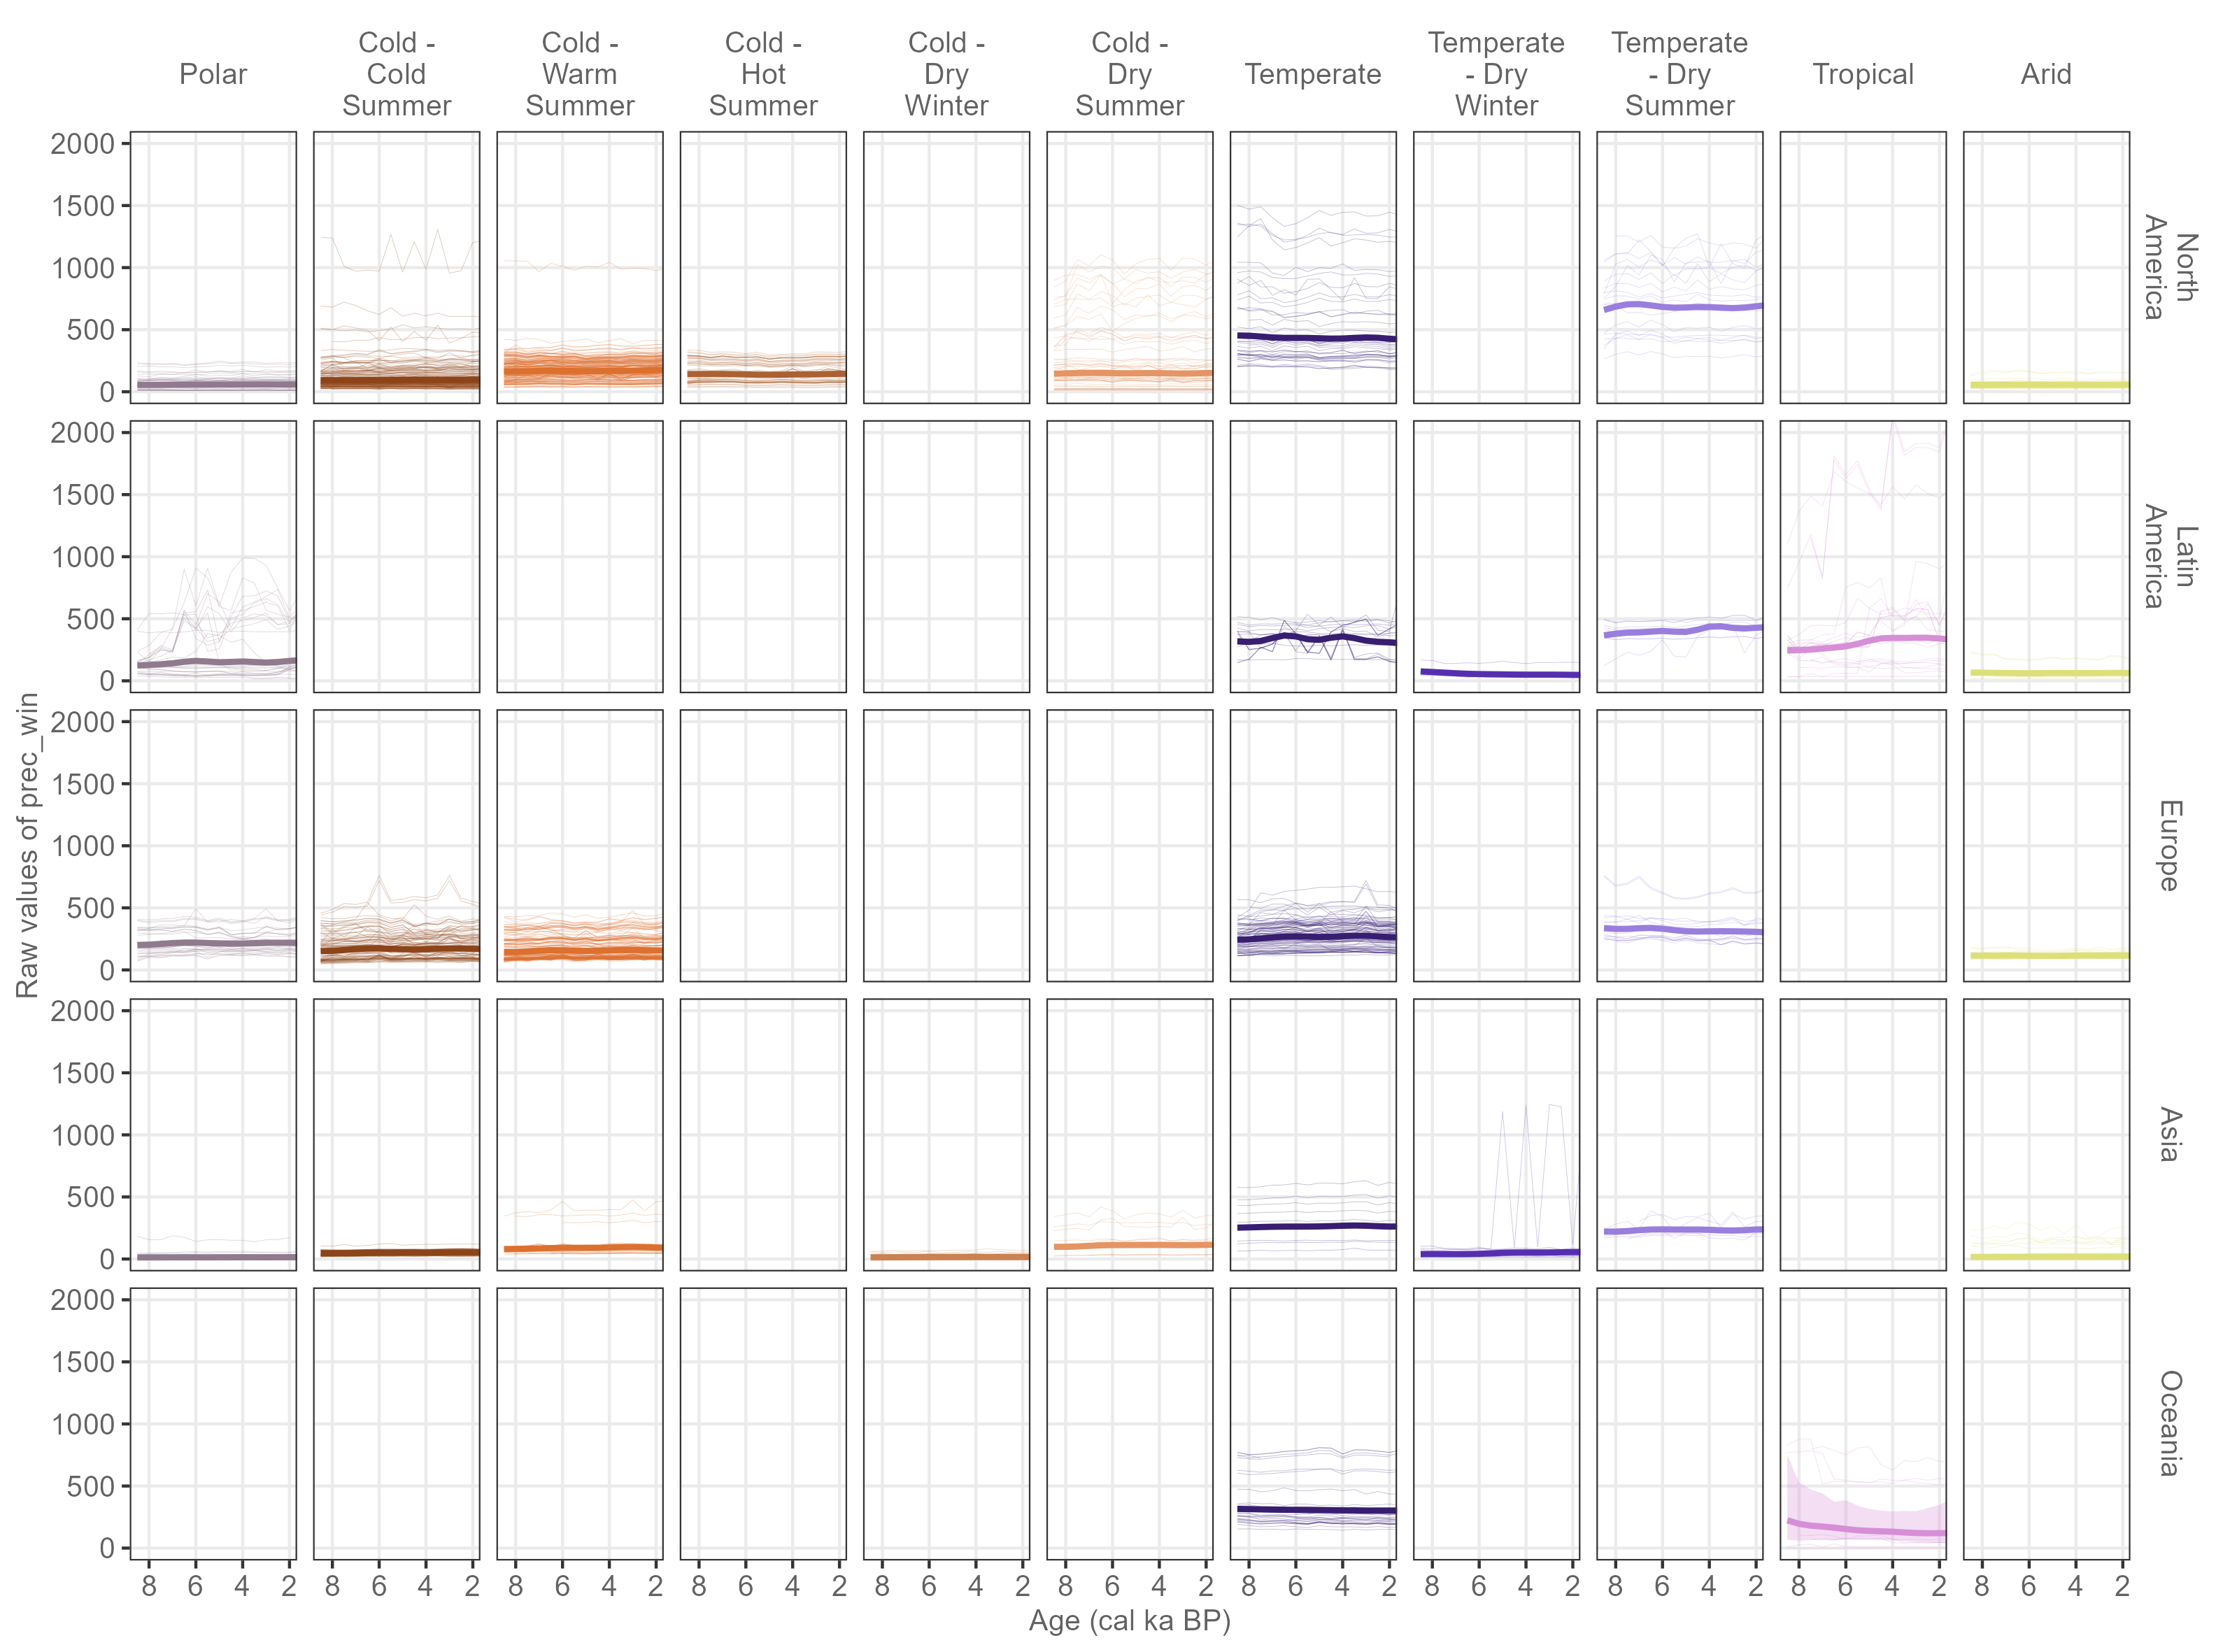 Polar
Cold -
Cold
Summer
Cold -
Warm
Summer
Cold -
Hot
Summer
Cold -
Dry
Winter
Cold -
Dry
Summer
Temperate
Temperate
- Dry
Winter
Temperate
- Dry
Summer
Tropical
Arid
2000
1500
1000
500
0
North
America
2000
1500
1000
500
0
Latin
America
Raw values of prec_win
2000
1500
1000
500
0
Europe
2000
1500
1000
500
0
Asia
2000
1500
1000
500
0
Oceania
8 6 4 2 8 6 4 2 8 6 4 2 8 6 4 2 8 6 4 2 8 6 4 2 8 6 4 2 8 6 4 2 8 6 4 2 8 6 4 2 8 6 4 2
Age (cal ka BP)